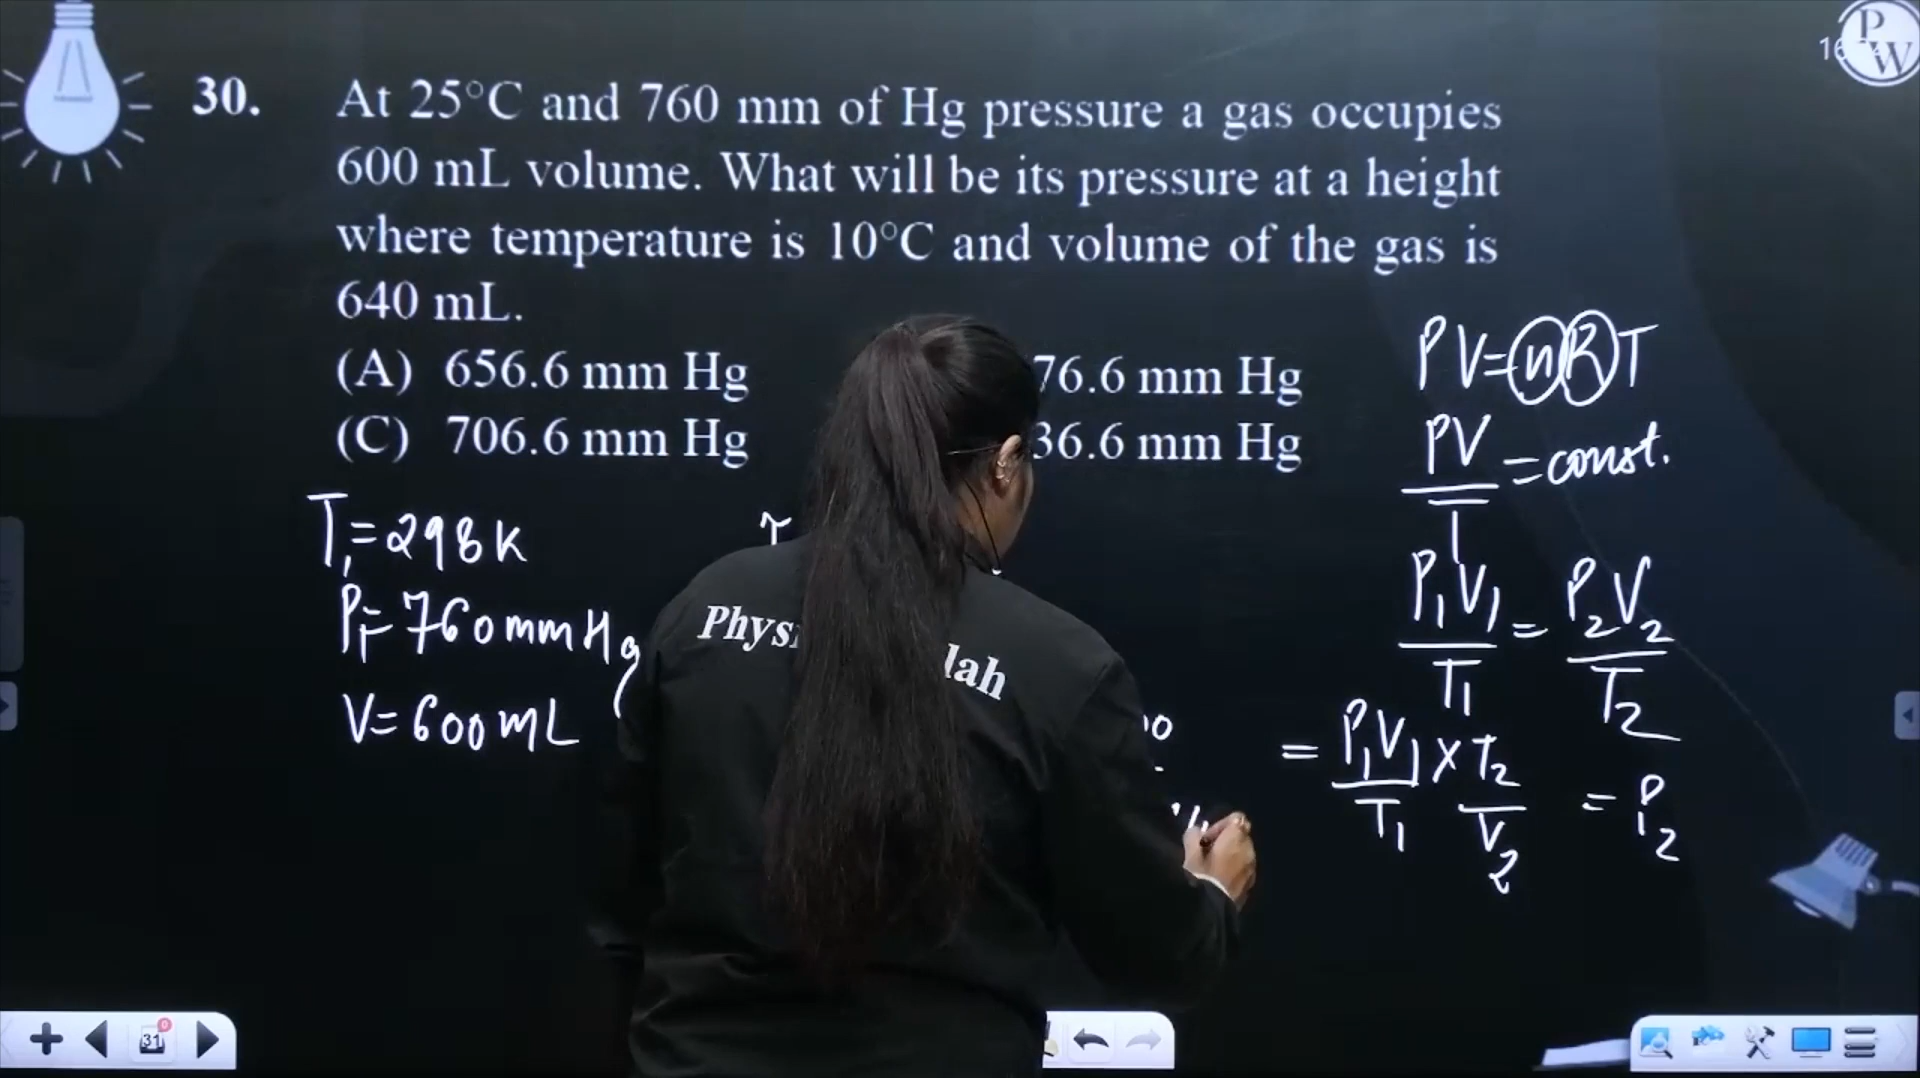 30. At 25°C and 760 mm of Hg pressure a gas occupies
600 mL volume. What will be its pressure at a height
where temperature is 10°C and volume of the gas is
640 mL.
(A) 656.6 mm Hg 76.6 mm Hg
(C) 706.6 mm Hg 36.6 mm Hg
T₁=298K
P₁=760mmHg
V=600mL
PV=nRT
PV/T=const.
P₁V₁/T₁=P₂V₂/T₂
=P₁V₁/T₁×T₂/V₂ =P₂
PW
31
0